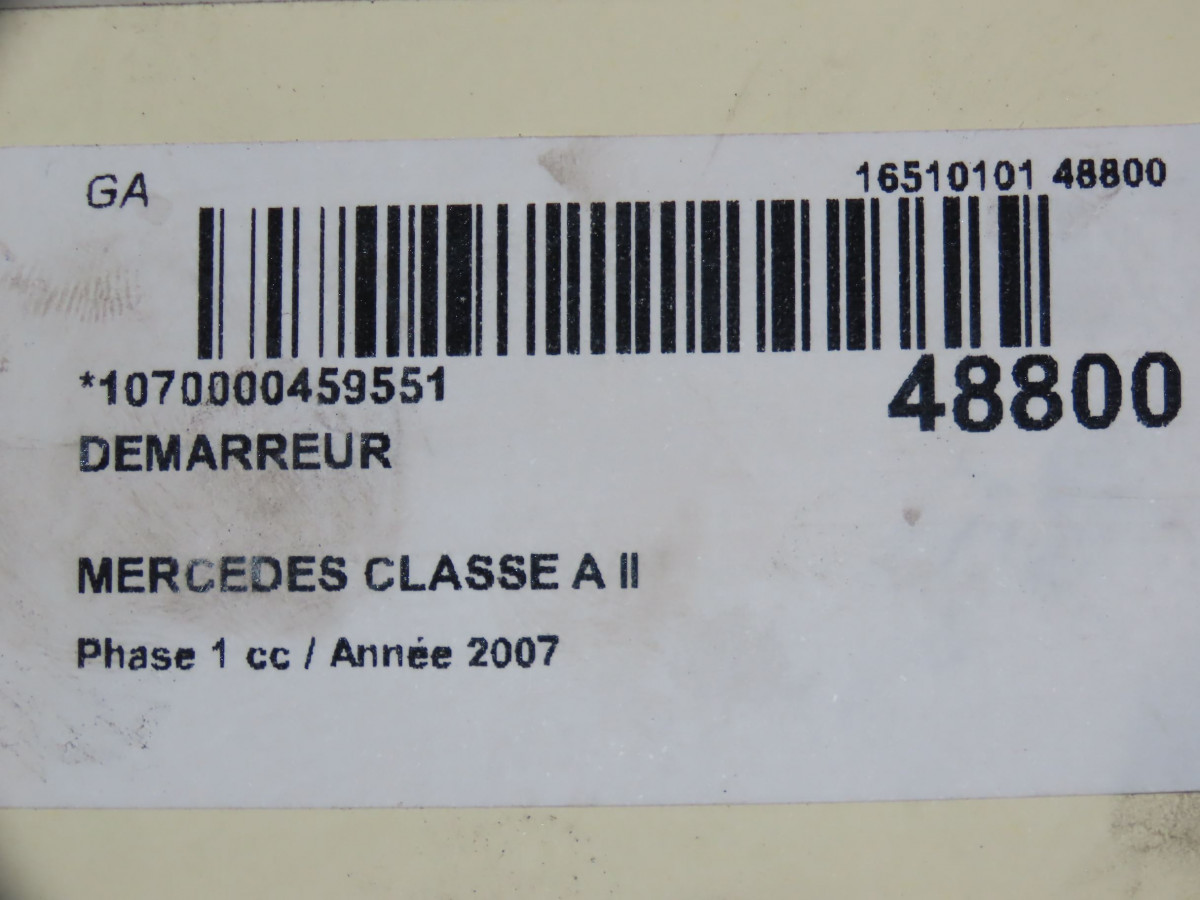 GA
16510101 48800
*1070000459551
48800
DEMARREUR
MERCEDES CLASSE A II
Phase 1 cc / Année 2007